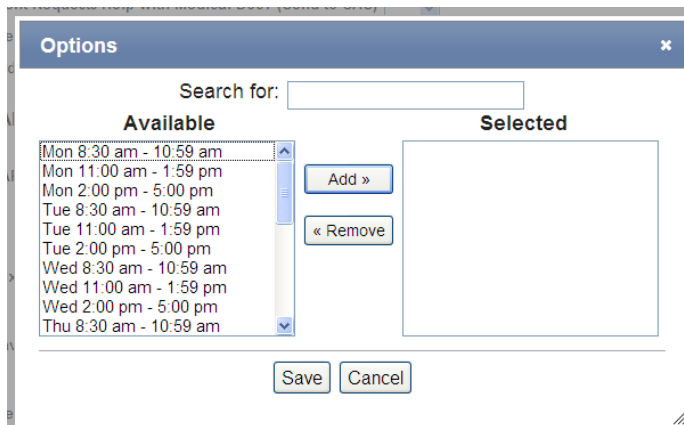 Requests Help with Medical
Options
Search for:
Available
Selected
Mon 8:30 am - 10:59 am
Mon 11:00 am - 1:59 pm
Mon 2:00 pm - 5:00 pm
Tue 8:30 am - 10:59 am
Tue 11:00 am - 1:59 pm
Tue 2:00 pm - 5:00 pm
Wed 8:30 am - 10:59 am
Wed 11:00 am - 1:59 pm
Wed 2:00 pm - 5:00 pm
Thu 8:30 am - 10:59 am
Add »
« Remove
Save
Cancel